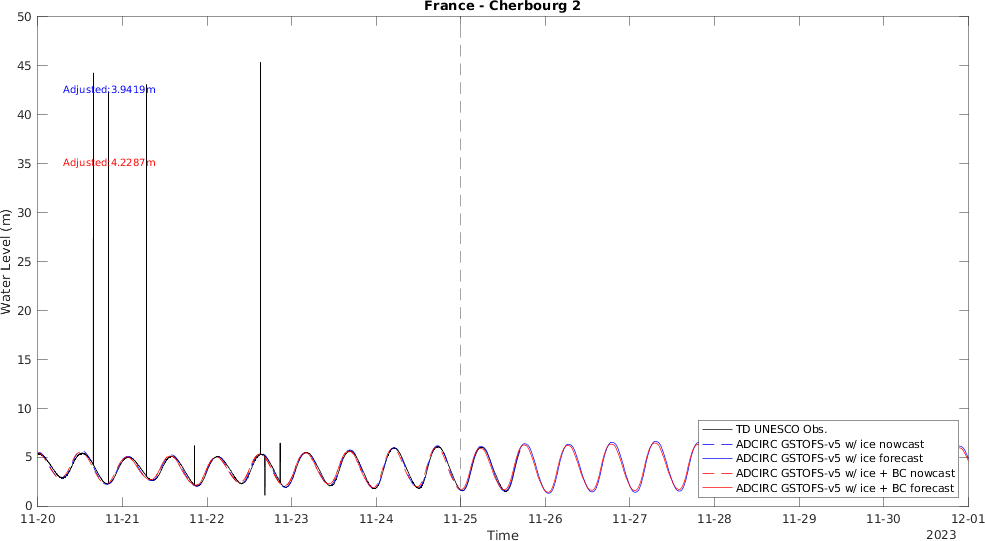 France - Cherbourg 2
50
45
40
35
30
25
20
15
10
5
0
Water Level (m)
Adjusted:3.9419m
Adjusted:4.2287m
TD UNESCO Obs.
ADCIRC GSTOFS-v5 w/ ice nowcast
ADCIRC GSTOFS-v5 w/ ice forecast
ADCIRC GSTOFS-v5 w/ ice + BC nowcast
ADCIRC GSTOFS-v5 w/ ice + BC forecast
11-20 11-21 11-22 11-23 11-24 11-25 11-26 11-27 11-28 11-29 11-30 12-01
Time
2023